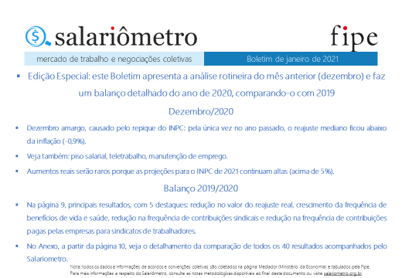 salariômetro
fipe
mercado de trabalho e negociações coletivas
Boletim de janeiro de 2021
Edição Especial: este Boletim apresenta a análise rotineira do mês anterior (dezembro) e faz
um balanço detalhado do ano de 2020, comparando-o com 2019
Dezembro/2020
Dezembro amargo, causado pelo repique do INPC: pela única vez no ano passado, o reajuste mediano ficou abaixo
da inflação (-0,9%).
Veja também: piso salarial, teletrabalho, manutenção de emprego.
Aumentos reais serão raros porque as projeções para o INPC de 2021 continuam altas (acima de 5%).
Balanço 2019/2020
Na página 9, principais resultados, com 5 destaques: redução no valor do reajuste real, crescimento da frequência de
benefícios de vida e saúde, redução na frequência de contribuições sindicais e redução na frequência de contribuições
pagas pelas empresas para sindicatos de trabalhadores.
No Anexo, a partir da página 10, veja o detalhamento da comparação de todos os 40 resultados acompanhados pelo
Salariômetro.
Nota: todos os dados e informações de acordos e convenções coletivas são coletados na página Mediador (Ministério da Economia) e tabulados pela Fipe.
Para mais informações a respeito do Salariômetro, consulte as notas metodológicas disponíveis ao final deste documento ou visite salariometro.org.br